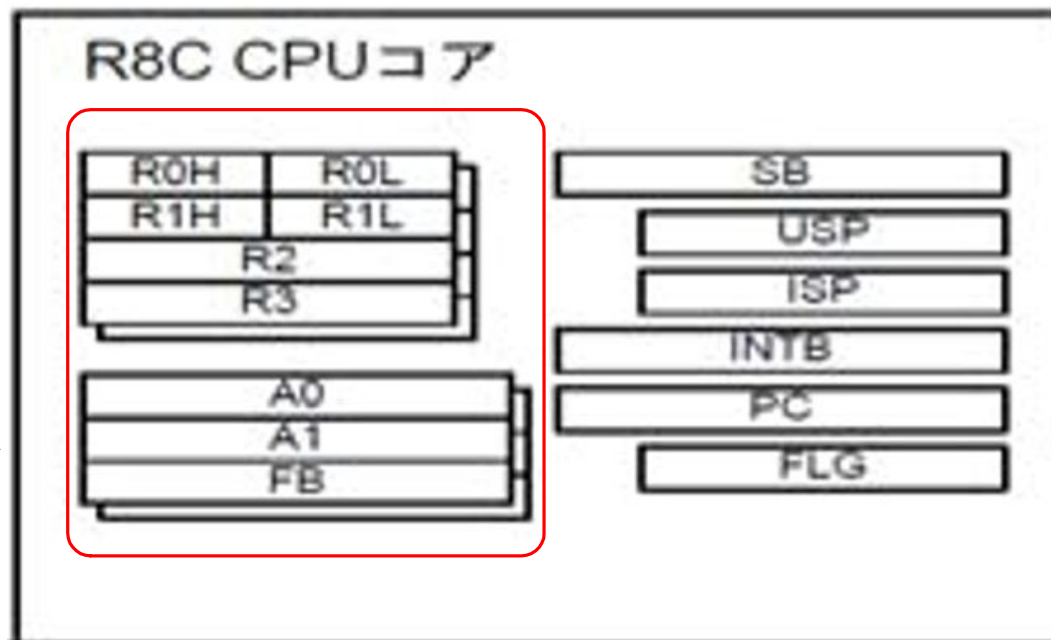 R8C CPUコア
R0H R0L
R1H R1L
R2
R3
A0
A1
FB
SB
USP
ISP
INTB
PC
FLG